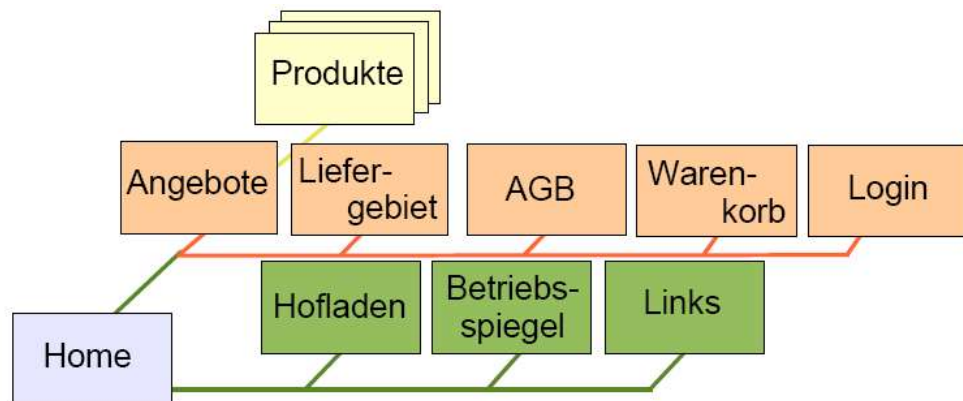 Produkte
Angebote
Liefer-
gebiet
AGB
Waren-
korb
Login
Hofladen
Betriebs-
spiegel
Links
Home